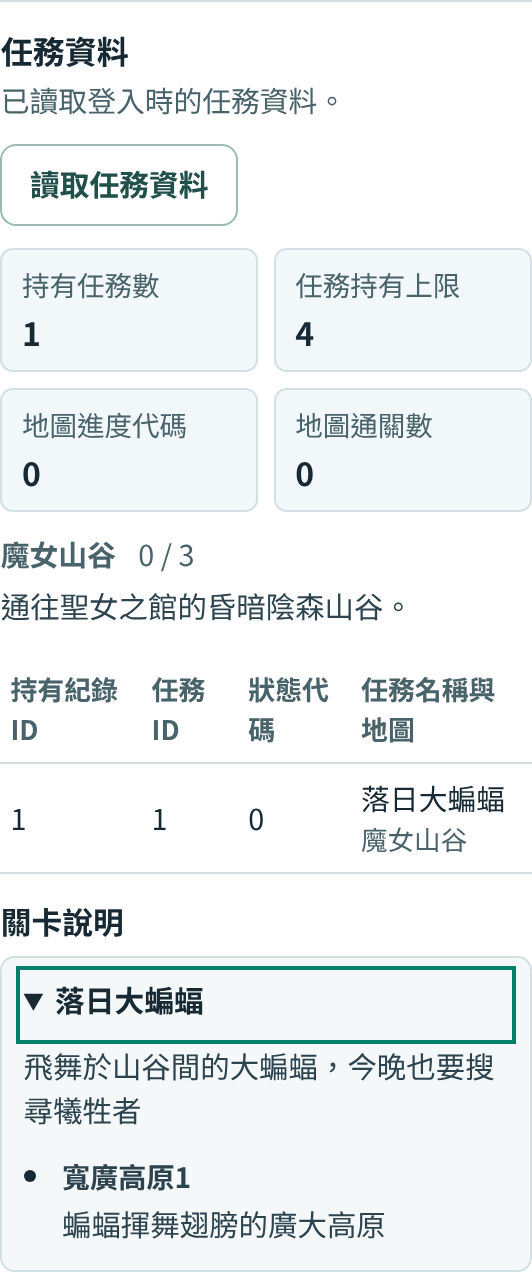 任務資料
已讀取登入時的任務資料。
讀取任務資料
持有任務數
1
任務持有上限
4
地圖進度代碼
0
地圖通關數
0
魔女山谷 0 / 3
通往聖女之館的昏暗陰森山谷。
持有紀錄 ID
任務 ID
狀態代碼
任務名稱與地圖
1
1
0
落日大蝙蝠
魔女山谷
關卡說明
▼ 落日大蝙蝠
飛舞於山谷間的大蝙蝠，今晚也要搜
尋犧牲者
• 寬廣高原1
蝙蝠揮舞翅膀的廣大高原